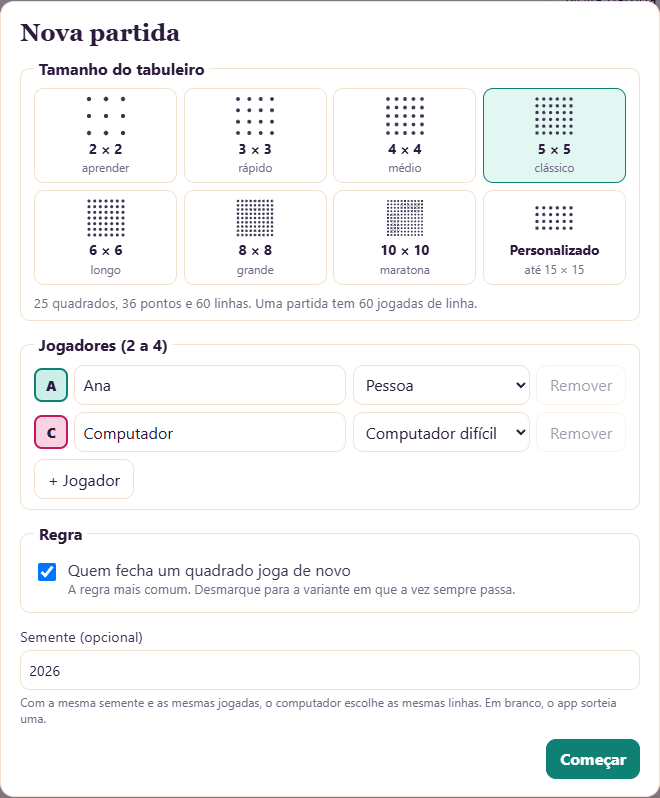 Nova partida
Tamanho do tabuleiro
2 × 2
aprender
3 × 3
rápido
4 × 4
médio
5 × 5
clássico
6 × 6
longo
8 × 8
grande
10 × 10
maratona
Personalizado
até 15 × 15
25 quadrados, 36 pontos e 60 linhas. Uma partida tem 60 jogadas de linha.
Jogadores (2 a 4)
A Ana Pessoa Remover
C Computador Computador difícil Remover
+ Jogador
Regra
Quem fecha um quadrado joga de novo
A regra mais comum. Desmarque para a variante em que a vez sempre passa.
Semente (opcional)
2026
Com a mesma semente e as mesmas jogadas, o computador escolhe as mesmas linhas. Em branco, o app sorteia
uma.
Começar